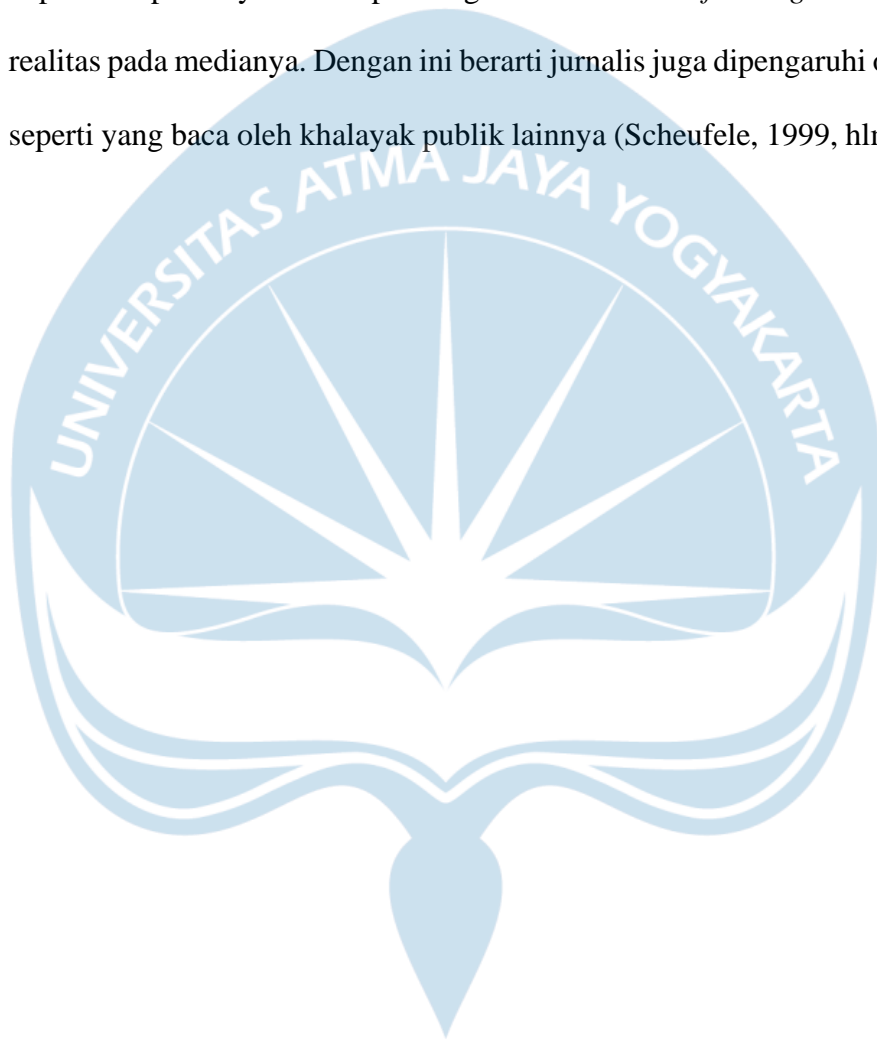 realitas pada medianya. Dengan ini berarti jurnalis juga dipengaruhi
seperti yang baca oleh khalayak publik lainnya (Scheufele, 1999, hlm
UNIVERSITAS ATMA JAYA YOGYAKARTA